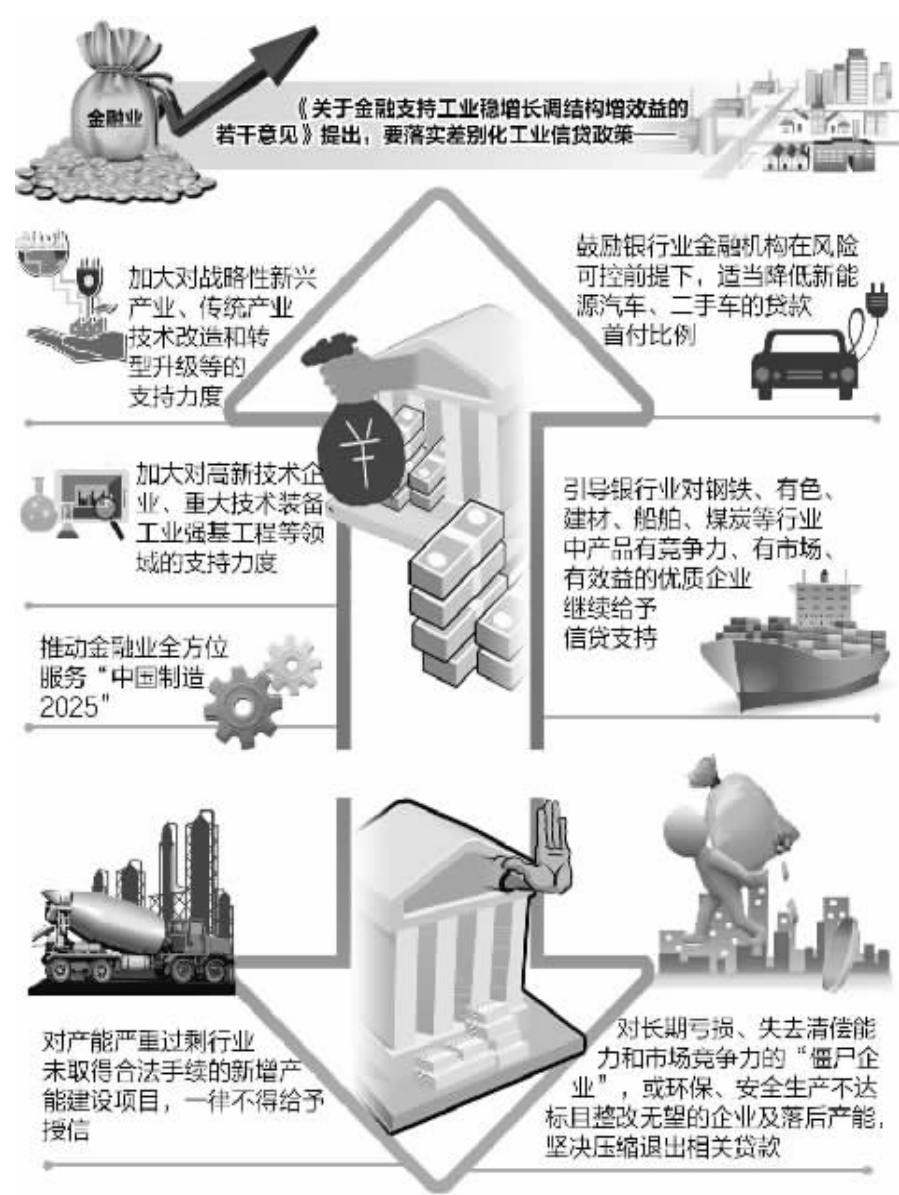 金融业
《关于金融支持工业稳增长调结构增效益的
若干意见》提出，要落实差别化工业信贷政策——
加大对战略性新兴
产业、传统产业
技术改造和转
型升级等的
支持力度
鼓励银行业金融机构在风险
可控前提下，适当降低新能
源汽车、二手车的贷款
首付比例
加大对高新技术企
业、重大技术装备、
工业强基工程等领
域的支持力度
引导银行业对钢铁、有色、
建材、船舶、煤炭等行业
中产品有竞争力、有市场、
有效益的优质企业
继续给予
信贷支持
推动金融业全方位
服务“中国制造
2025”
¥
对产能严重过剩行业
未取得合法手续的新增产
能建设项目，一律不得给予
授信
对长期亏损、失去清偿能
力和市场竞争力的“僵尸企
业”，或环保、安全生产不达
标且整改无望的企业及落后产能，
坚决压缩退出相关贷款